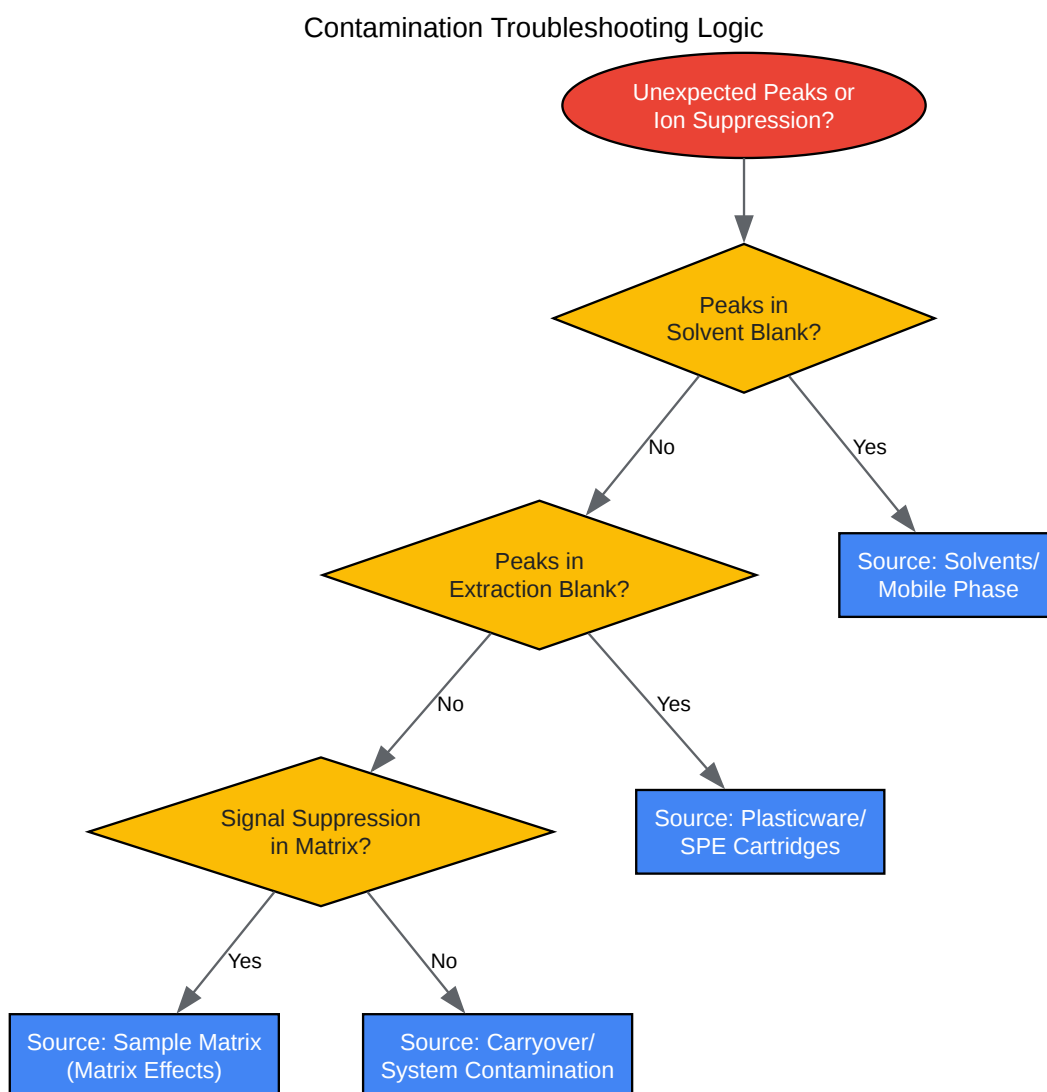 Contamination Troubleshooting Logic
Unexpected Peaks or
Ion Suppression?
Peaks in
Solvent Blank?
No
Yes
Peaks in
Extraction Blank?
Source: Solvents/
Mobile Phase
No
Yes
Signal Suppression
in Matrix?
Source: Plasticware/
SPE Cartridges
Yes
No
Source: Sample Matrix
(Matrix Effects)
Source: Carryover/
System Contamination